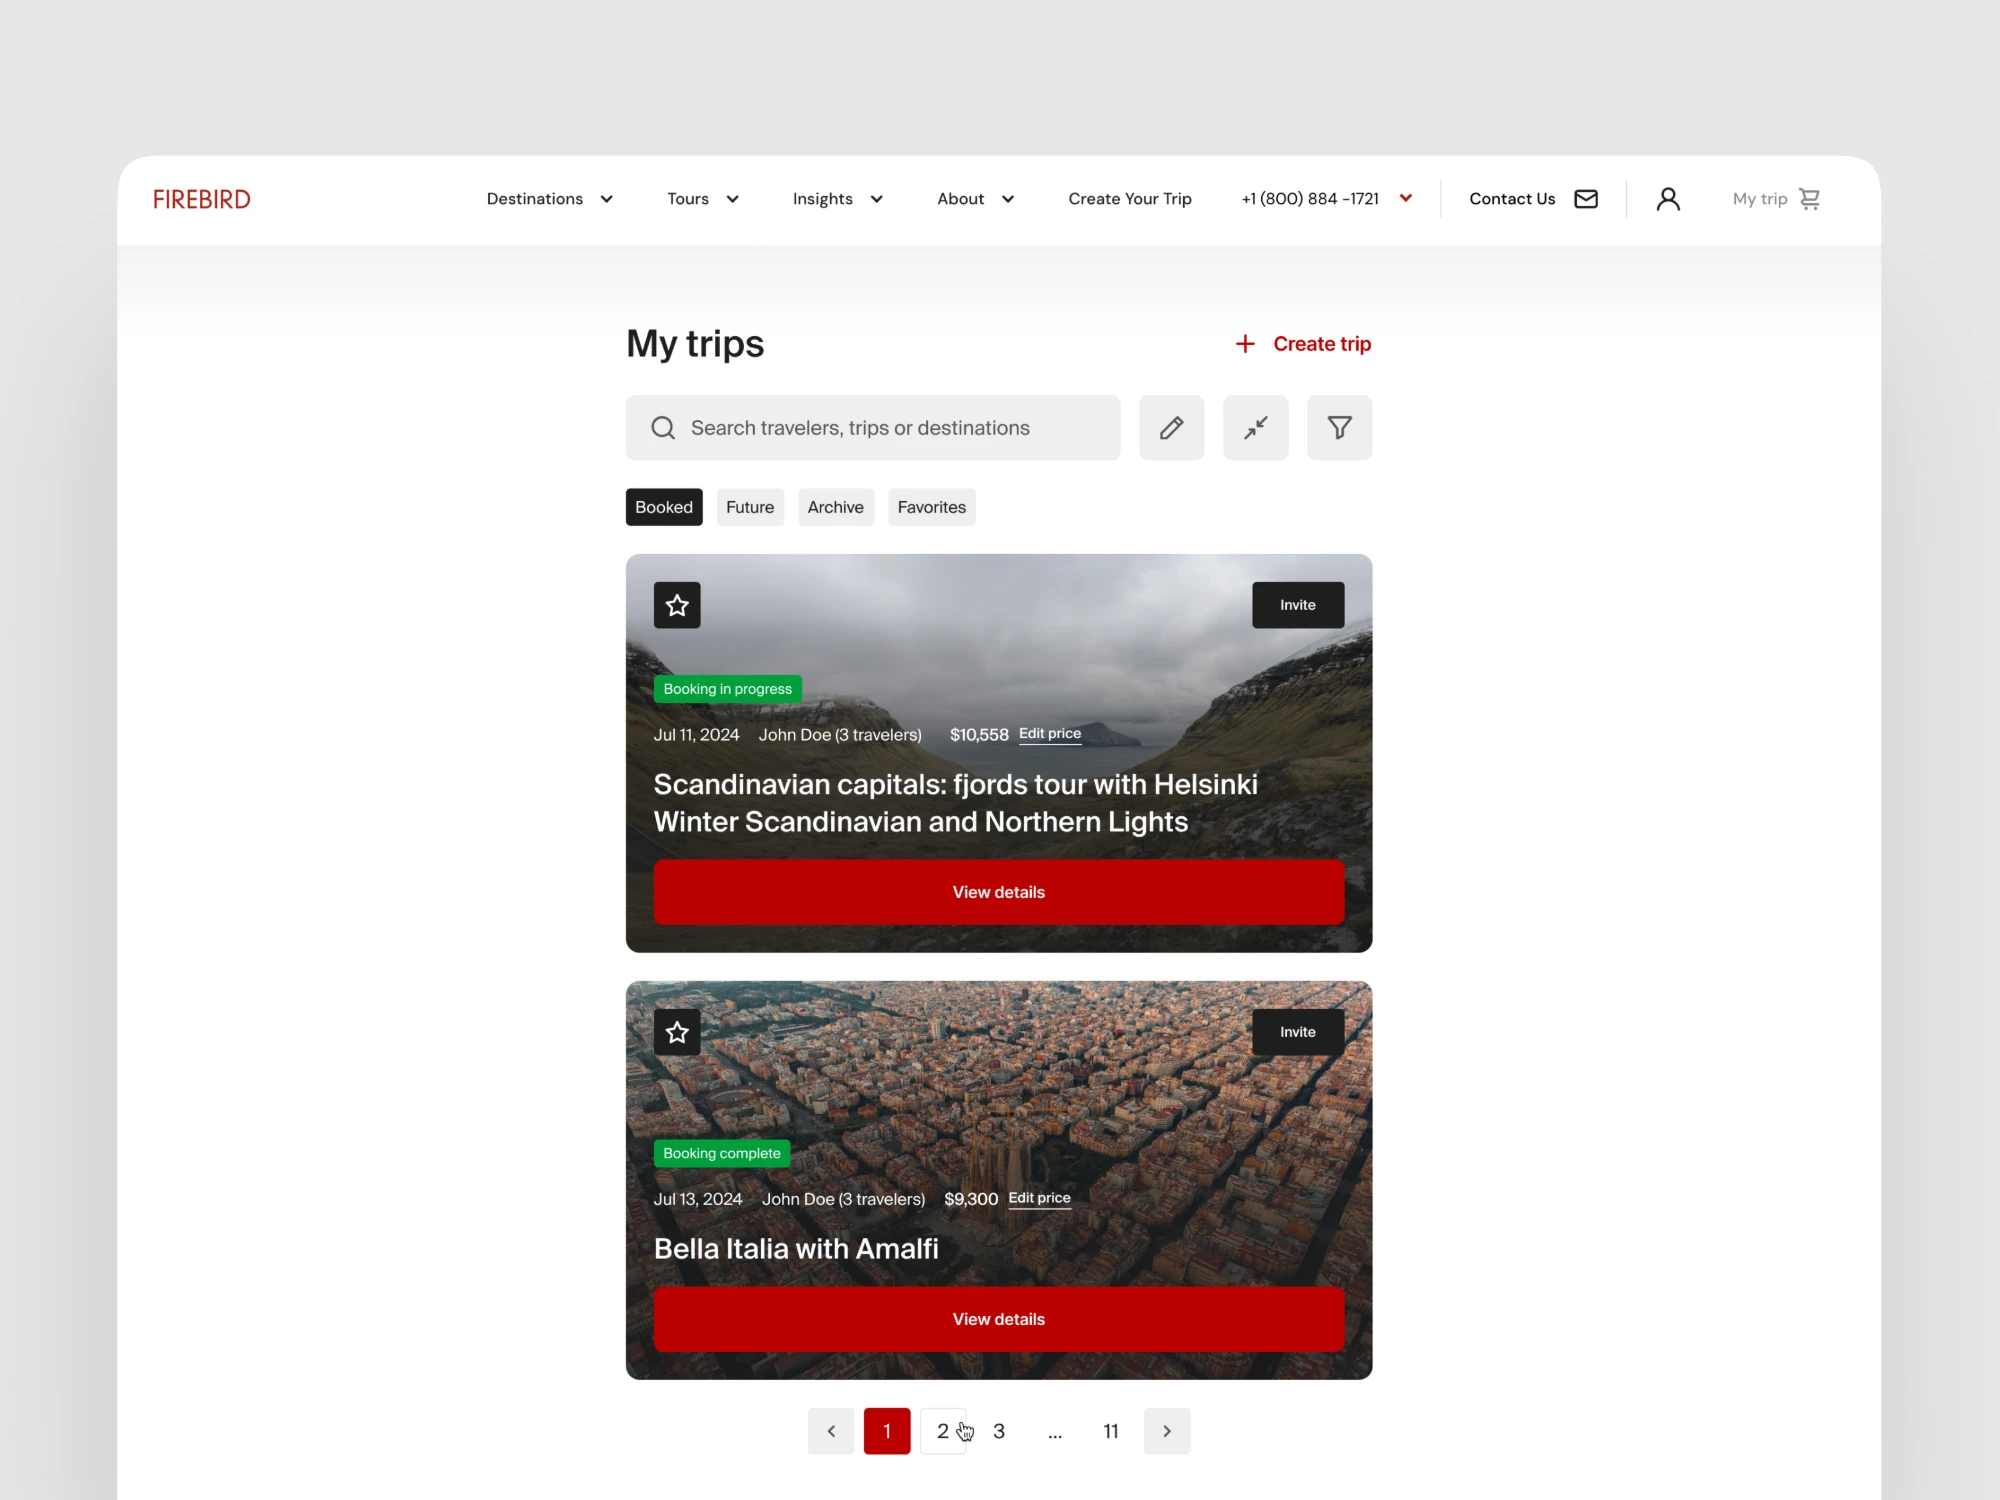 FIREBIRD
Destinations
Tours
Insights
About
Create Your Trip
+1 (800) 884 -1721
Contact Us
My trip
My trips
Create trip
Search travelers, trips or destinations
Booked
Future
Archive
Favorites
Invite
Booking in progress
Jul 11, 2024 John Doe (3 travelers) $10,558 Edit price
Scandinavian capitals: fjords tour with Helsinki
Winter Scandinavian and Northern Lights
View details
Invite
Booking complete
Jul 13, 2024 John Doe (3 travelers) $9,300 Edit price
Bella Italia with Amalfi
View details
1 2 3 ... 11